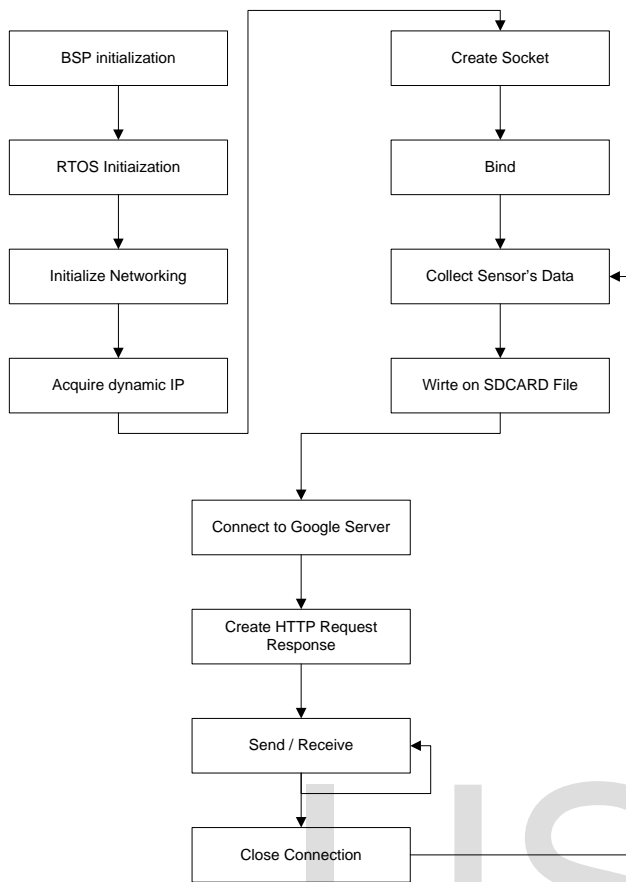 BSP initialization
RTOS Initiaization
Initialize Networking
Acquire dynamic IP
Create Socket
Bind
Collect Sensor's Data
Wirte on SDCARD File
Connect to Google Server
Create HTTP Request
Response
Send / Receive
Close Connection